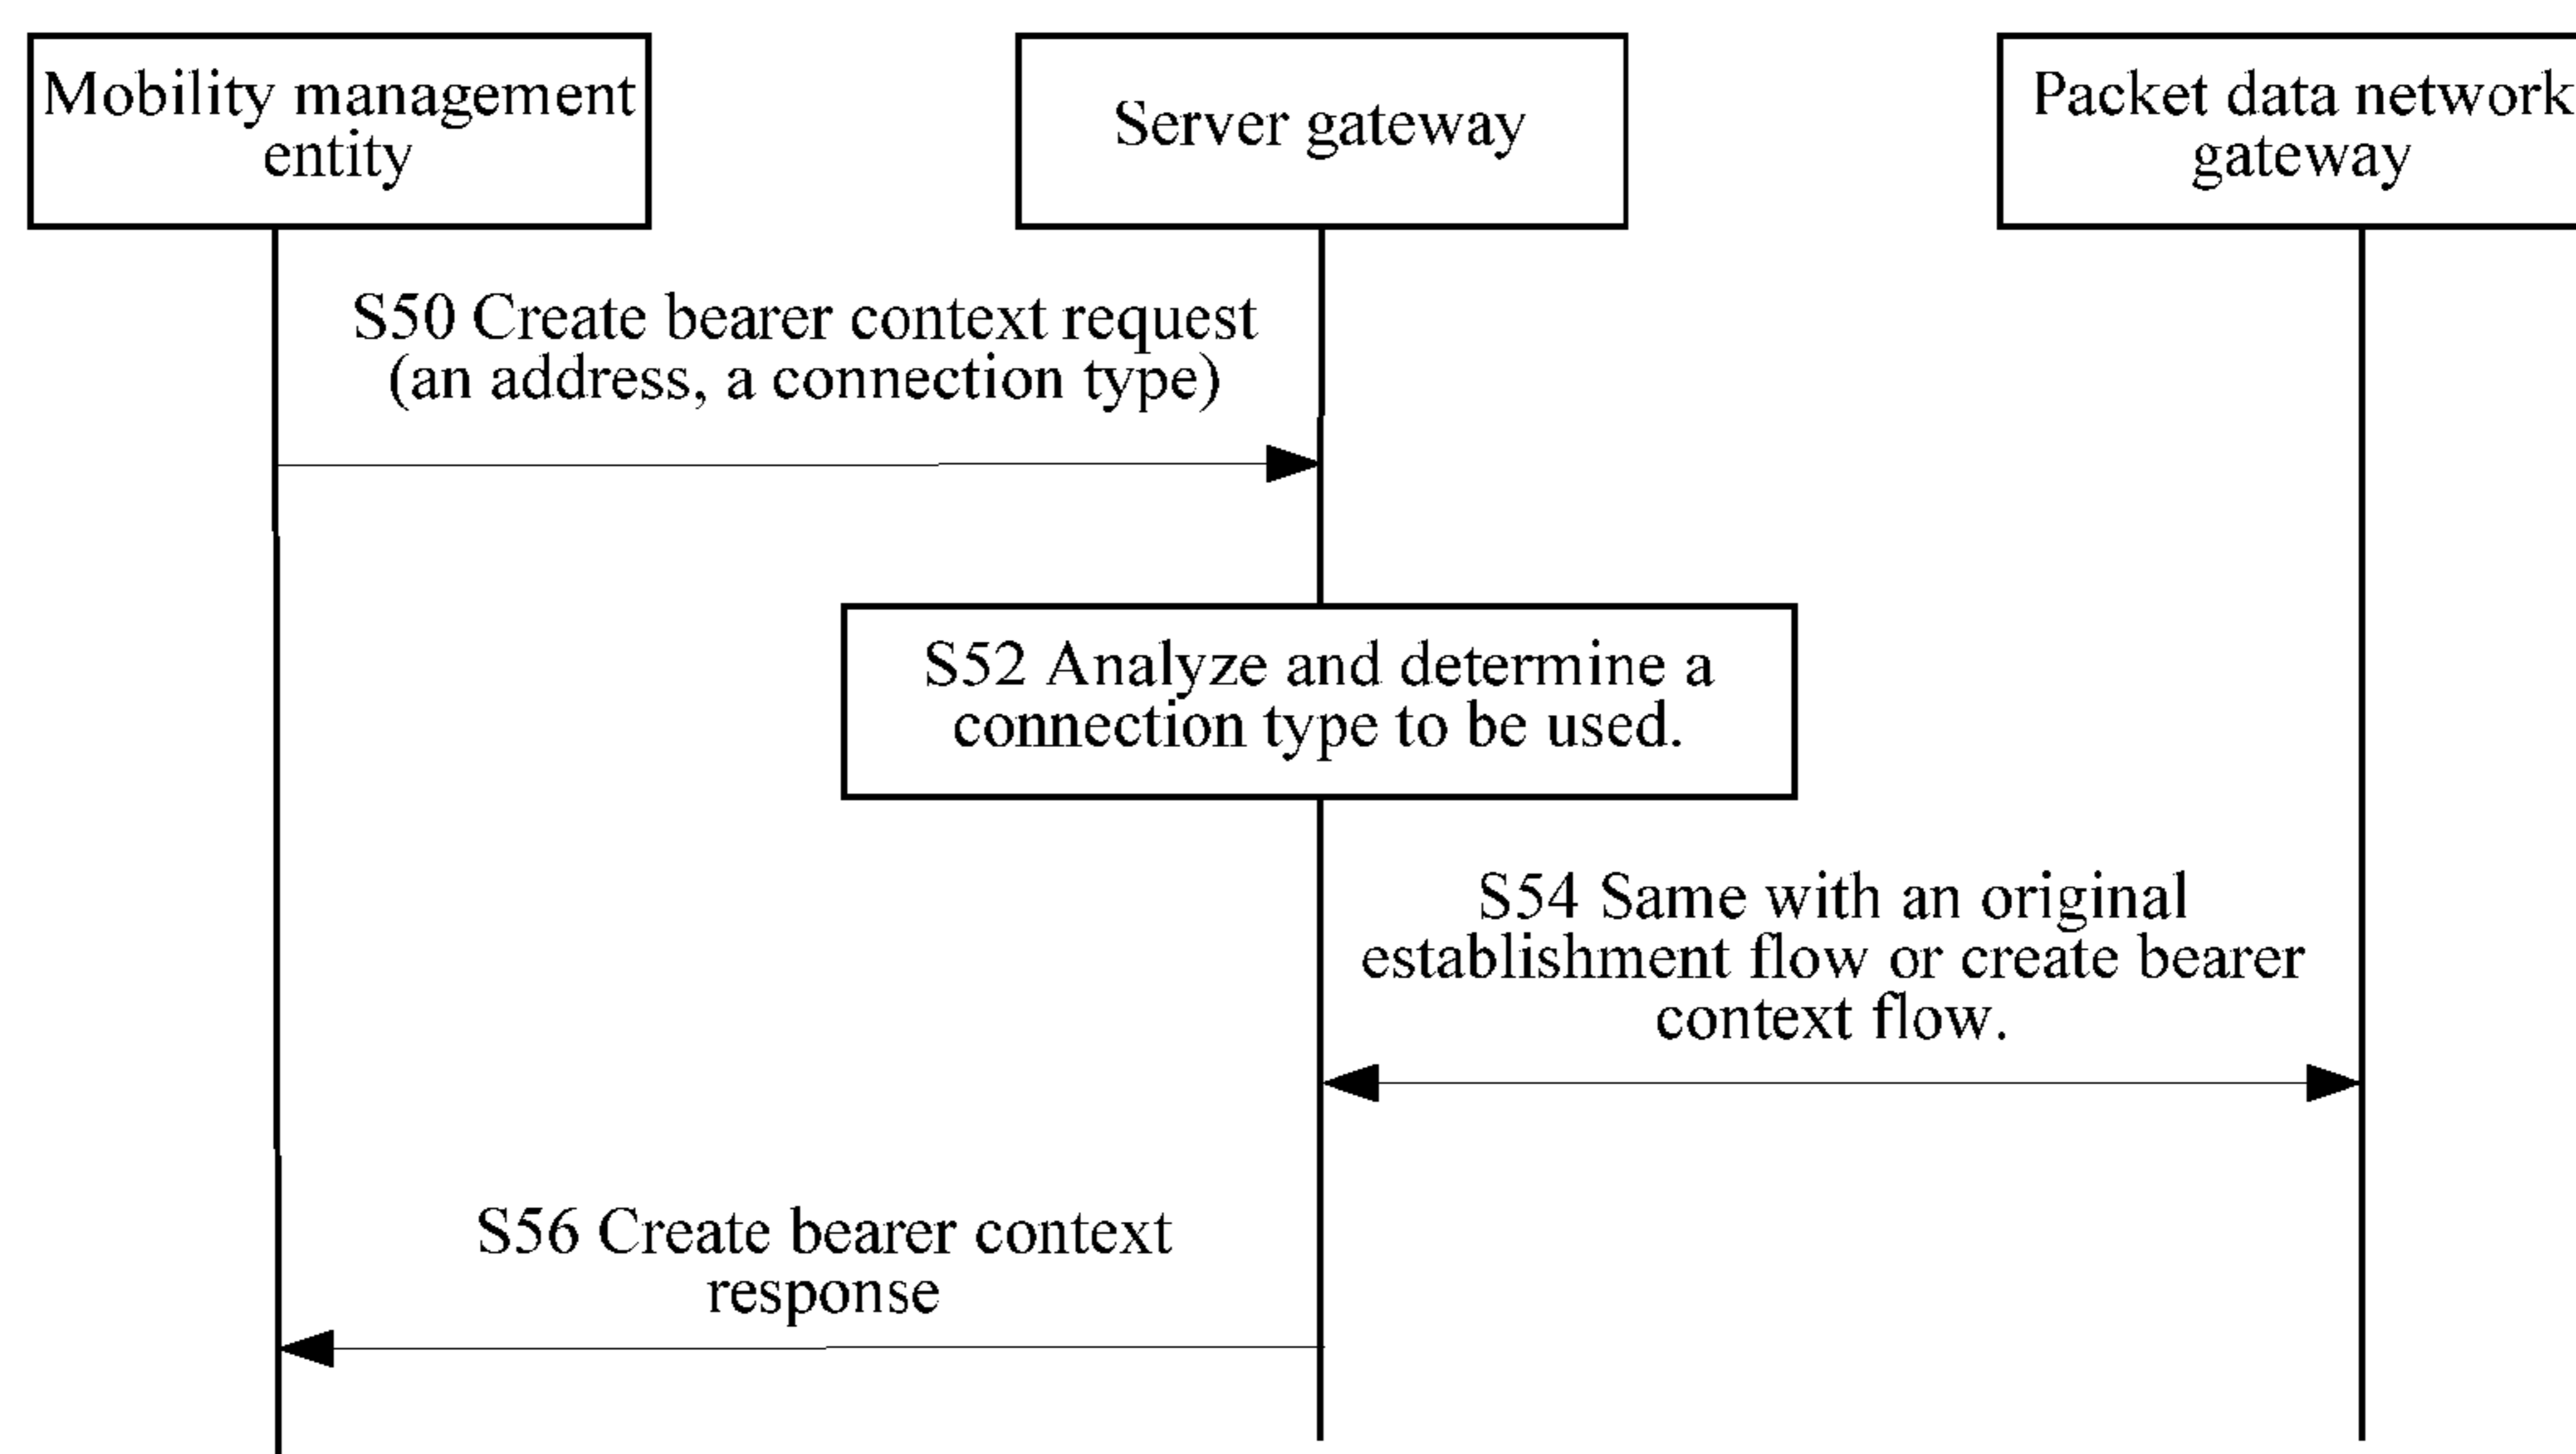 Mobility management
entity
Server gateway
Packet data network
gateway
S50 Create bearer context request
(an address, a connection type)
S52 Analyze and determine a
connection type to be used.
S54 Same with an original
establishment flow or create bearer
context flow.
S56 Create bearer context
response